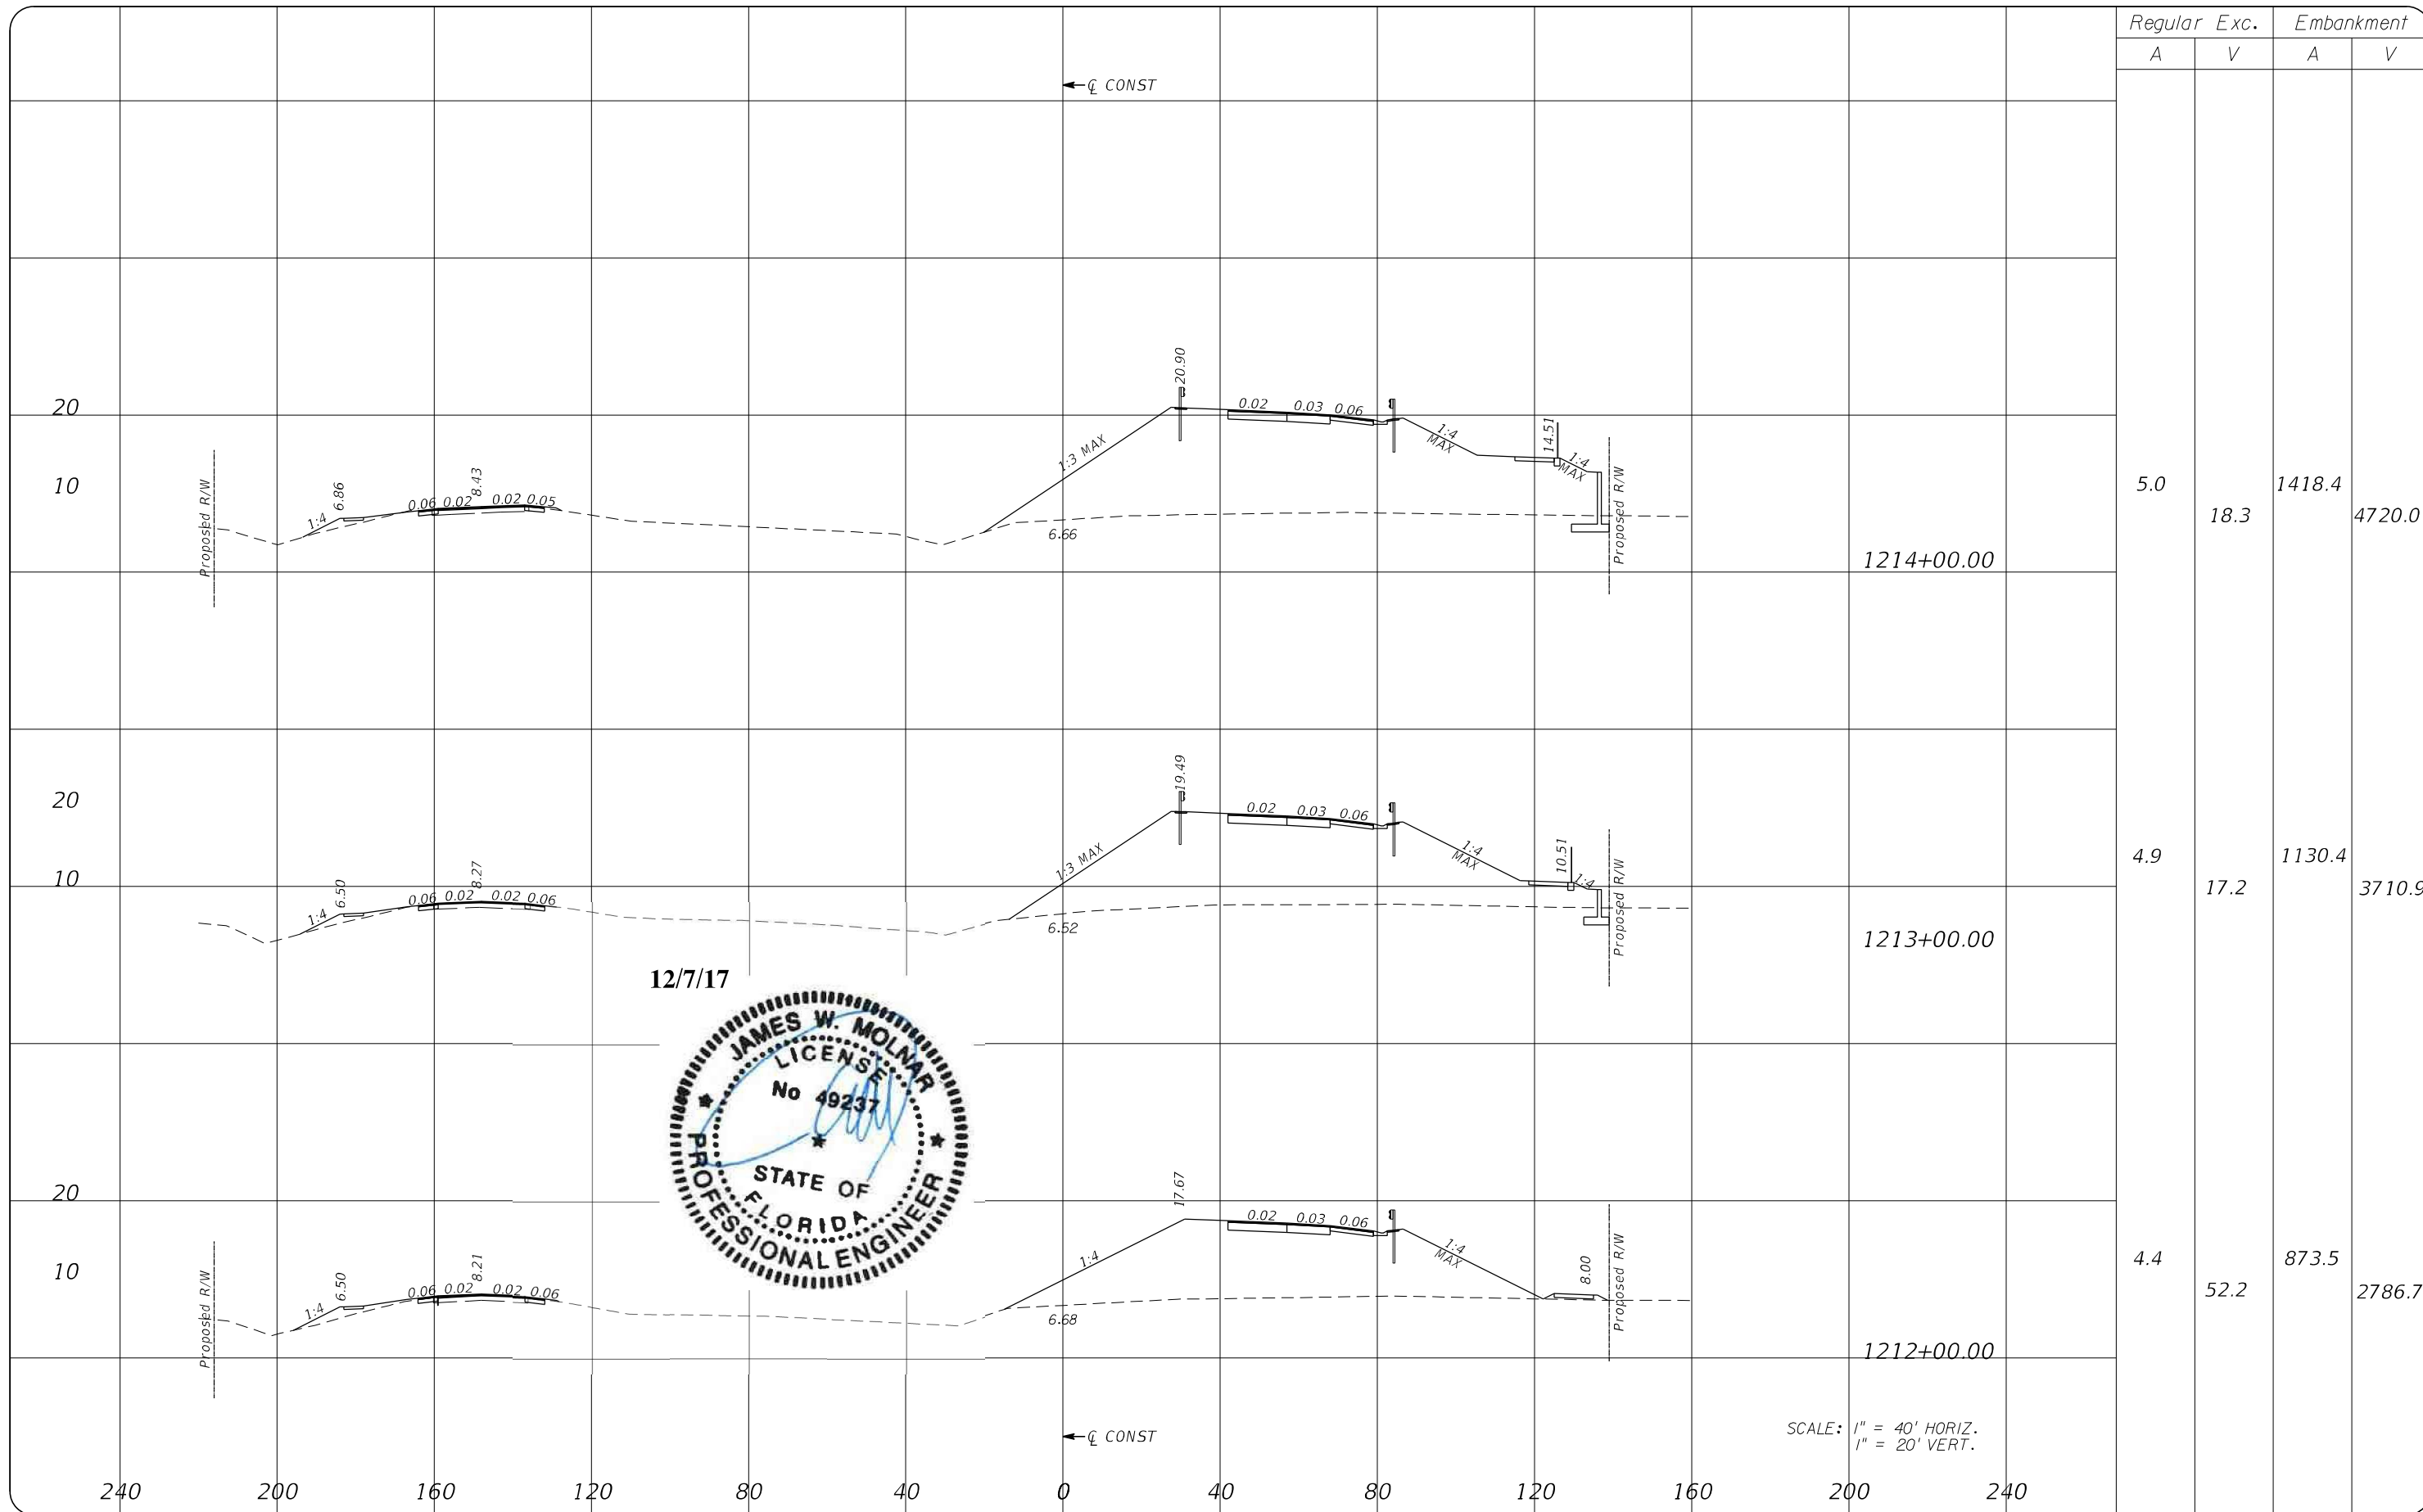 Regular Exc. Embankment
A V A V
℄ CONST
20
20.90
0.02 0.03 0.06
1:4
MAX
14.51
1:4
MAX
1:3 MAX
10
Proposed R/W
1:4
6.86
0.06 0.02
8.43
0.02 0.05
6.66
Proposed R/W
5.0 1418.4
18.3 4720.0
1214+00.00
20
19.49
0.02 0.03 0.06
1:4
MAX
10.51
1:4
1:3 MAX
10
1:4
6.50
0.06 0.02
8.27
0.02 0.06
6.52
Proposed R/W
4.9 1130.4
17.2 3710.9
1213+00.00
12/7/17
JAMES W. MOLNAR
LICENSE
No 49237
STATE OF
FLORIDA
PROFESSIONAL ENGINEER
20
17.67
0.02 0.03 0.06
1:4
MAX
8.00
1:4
10
Proposed R/W
1:4
6.50
0.06 0.02
8.21
0.02 0.06
6.68
Proposed R/W
4.4 873.5
52.2 2786.7
1212+00.00
℄ CONST
SCALE: 1" = 40' HORIZ.
1" = 20' VERT.
240 200 160 120 80 40 0 40 80 120 160 200 240